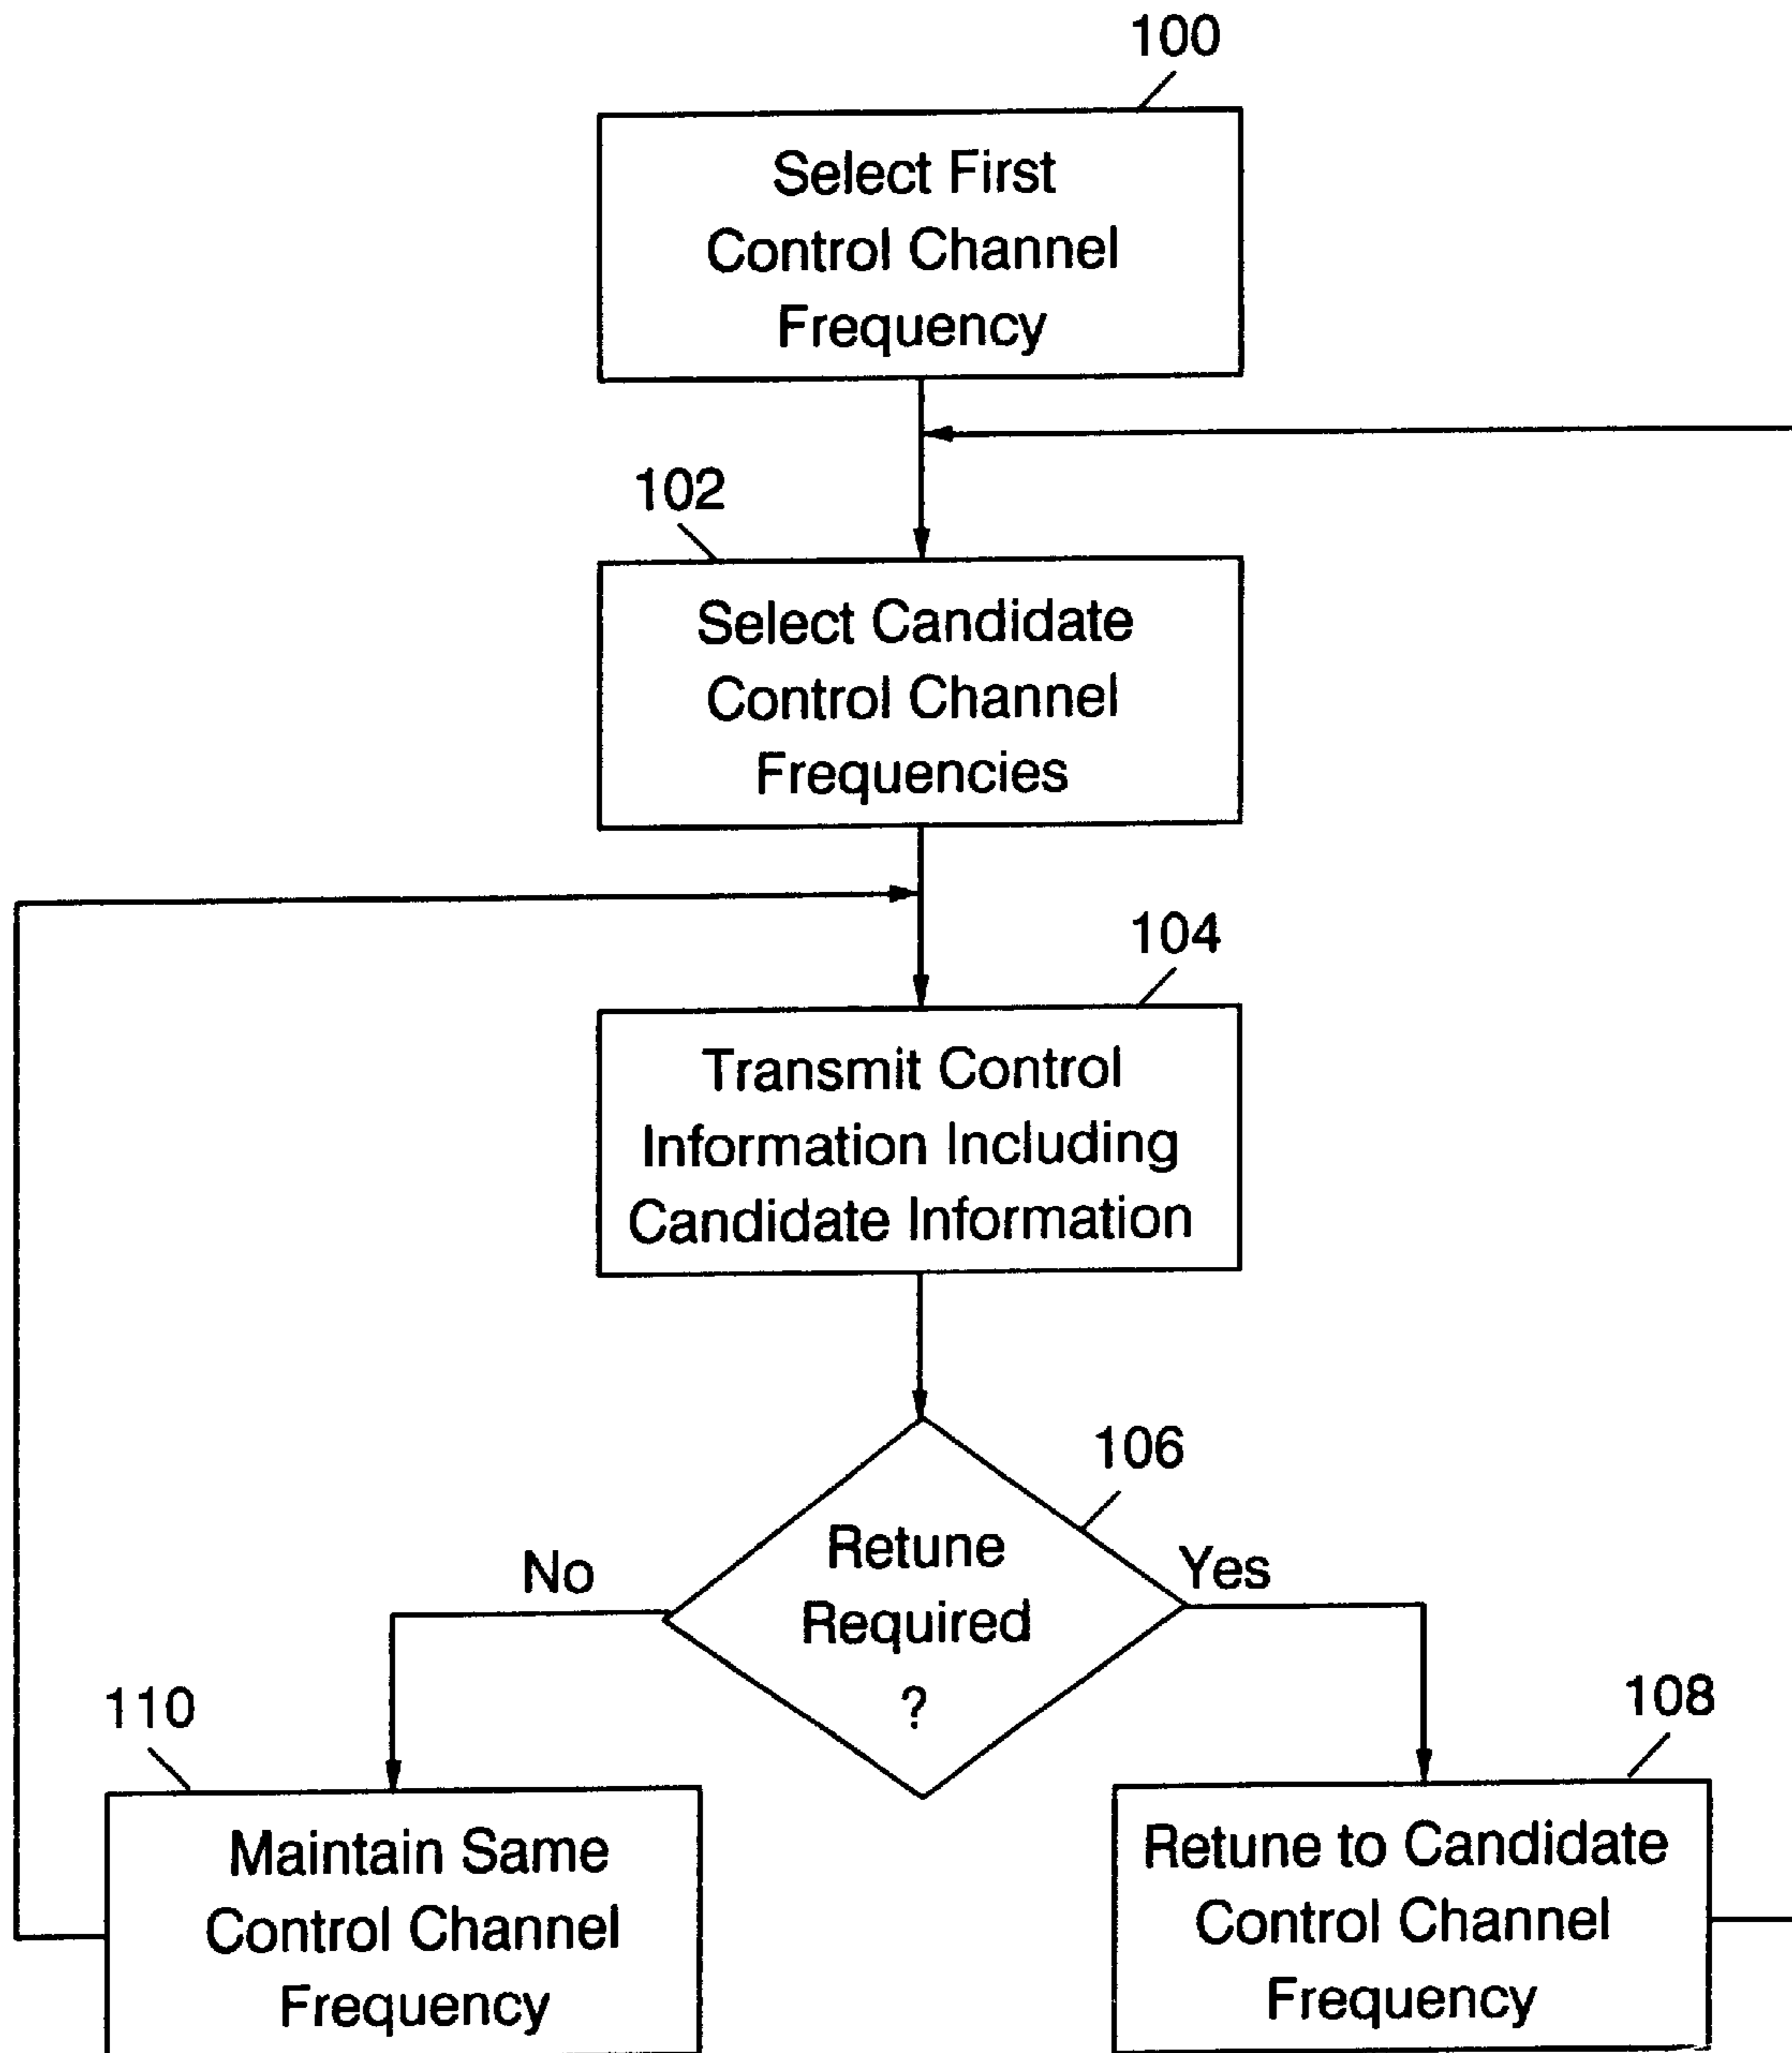 100
Select First
Control Channel
Frequency
102
Select Candidate
Control Channel
Frequencies
104
Transmit Control
Information Including
Candidate Information
106
Retune
Required
?
No
Yes
110
Maintain Same
Control Channel
Frequency
108
Retune to Candidate
Control Channel
Frequency